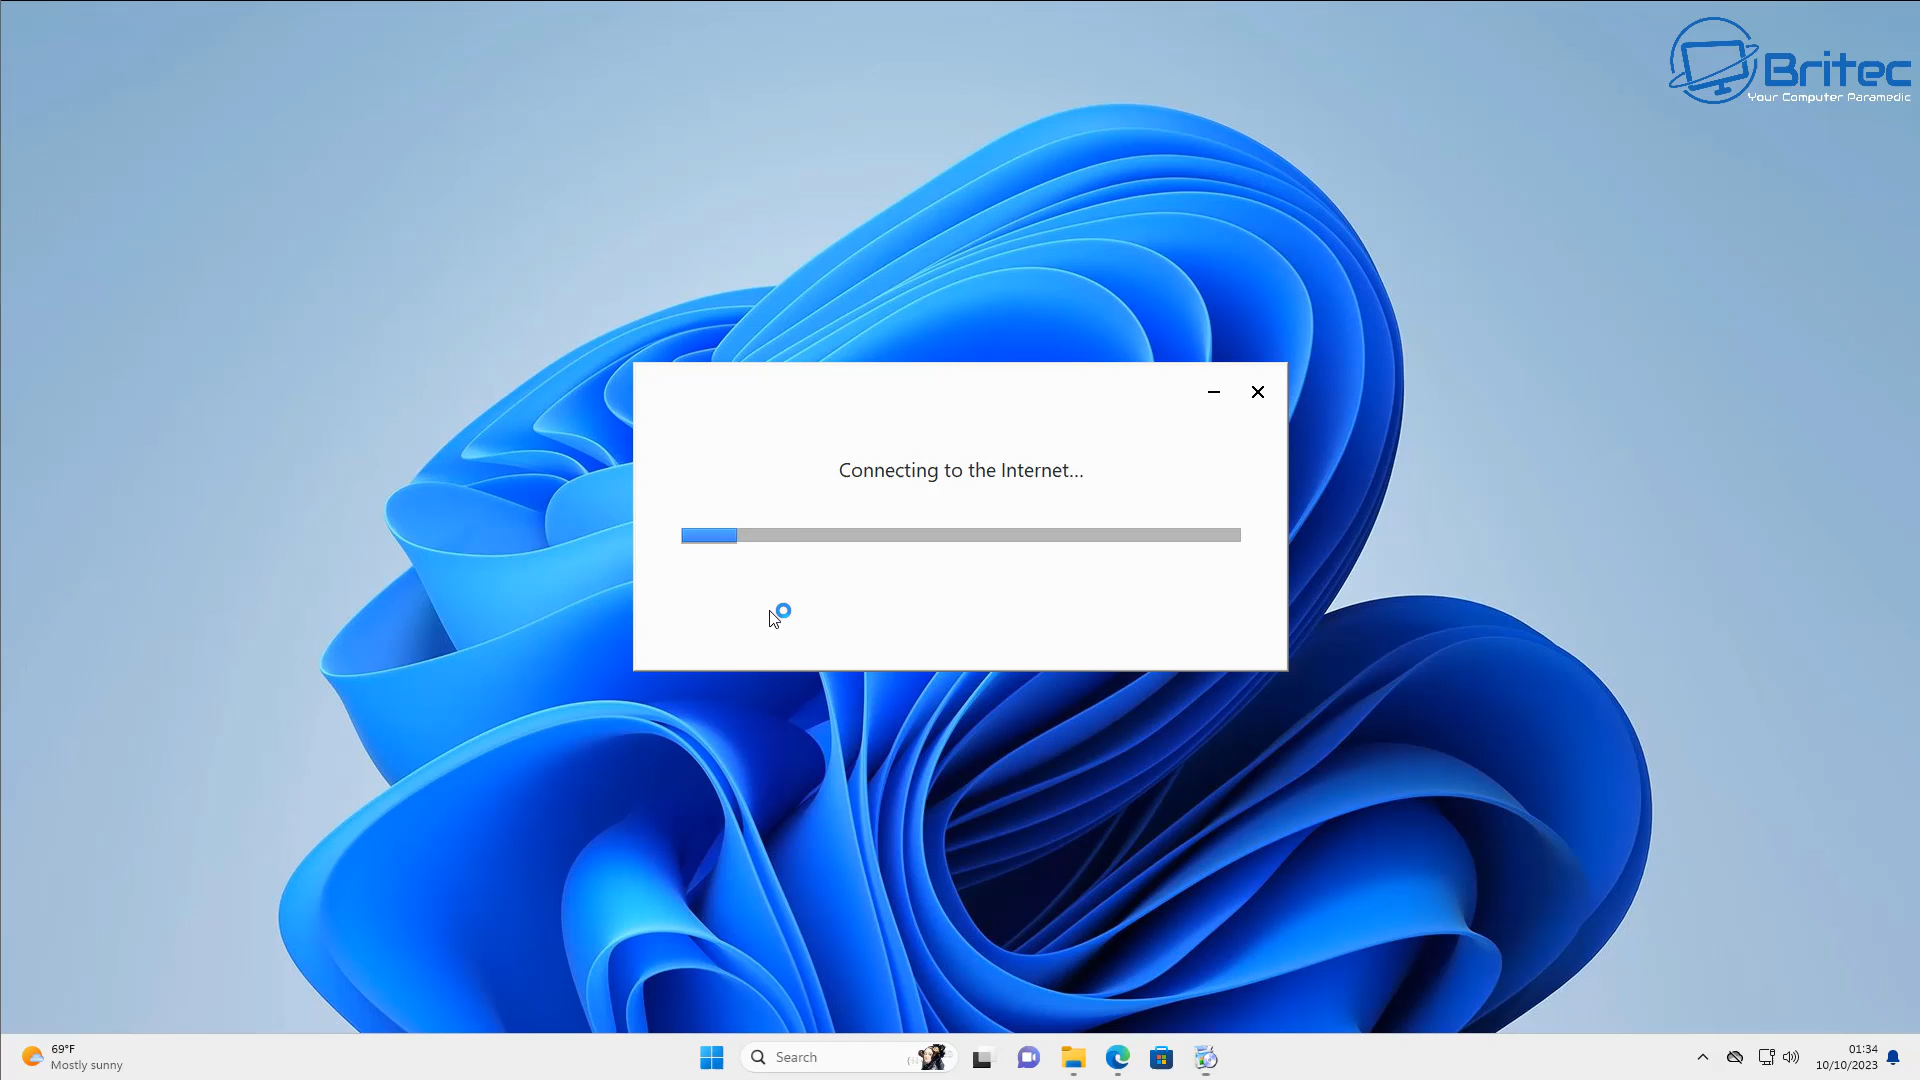 Britec
Your Computer Paramedic
Connecting to the Internet...
69°F
Mostly sunny
Search
01:34
10/10/2023